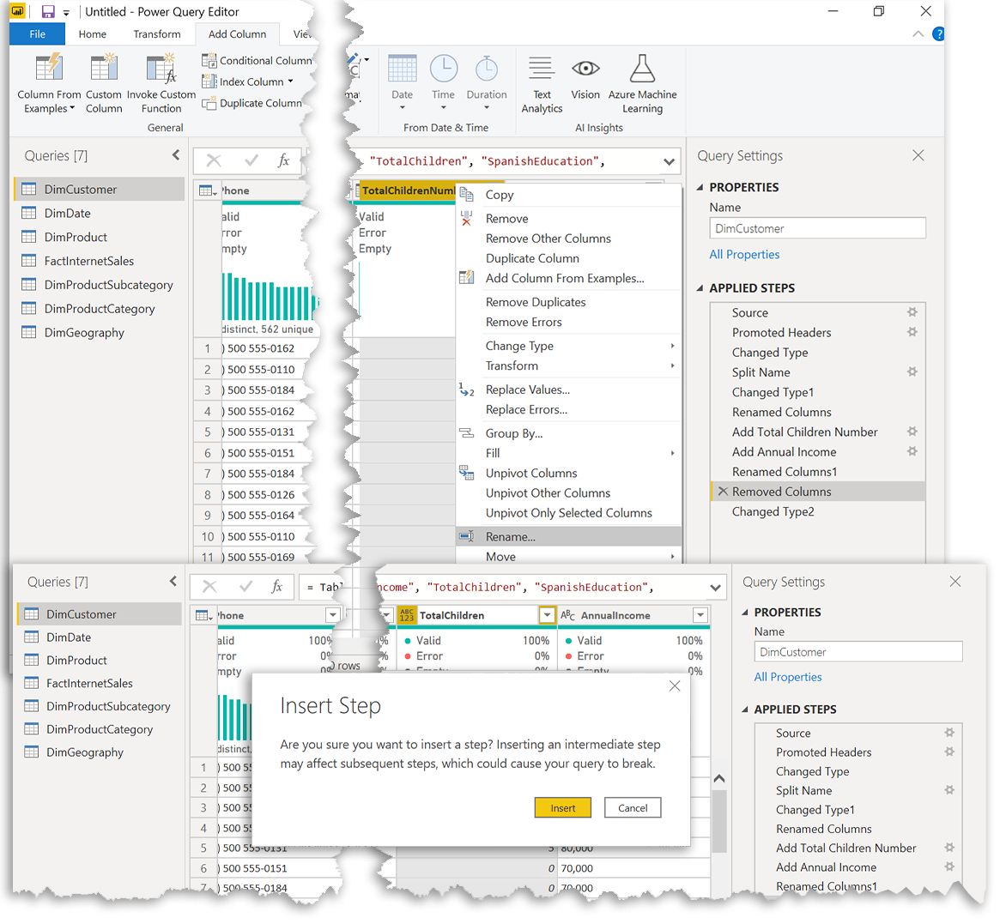 Untitled - Power Query Editor
File Home Transform Add Column View
Column From Examples
Custom Column
Invoke Custom Function
Conditional Column
Index Column
Duplicate Column
General
Date
Time
Duration
From Date & Time
Text Analytics
Vision
Azure Machine Learning
AI Insights
Queries [7]
DimCustomer
DimDate
DimProduct
FactInternetSales
DimProductSubcategory
DimProductCategory
DimGeography
fx
"TotalChildren", "SpanishEducation",
Phone
alid
rror
mpty
distinct, 562 unique
TotalChildrenNum
Valid
Error
Empty
1 ) 500 555-0162
2 ) 500 555-0110
3 ) 500 555-0184
4 ) 500 555-0162
5 ) 500 555-0131
6 ) 500 555-0151
7 ) 500 555-0184
8 ) 500 555-0126
9 ) 500 555-0164
10 ) 500 555-0110
11 ) 500 555-0169
Copy
Remove
Remove Other Columns
Duplicate Column
Add Column From Examples...
Remove Duplicates
Remove Errors
Change Type
Transform
Replace Values...
Replace Errors...
Group By...
Fill
Unpivot Columns
Unpivot Other Columns
Unpivot Only Selected Columns
Rename...
Move
Query Settings
PROPERTIES
Name
DimCustomer
All Properties
APPLIED STEPS
Source
Promoted Headers
Changed Type
Split Name
Changed Type1
Renamed Columns
Add Total Children Number
Add Annual Income
Renamed Columns1
Removed Columns
Changed Type2
Queries [7]
DimCustomer
DimDate
DimProduct
FactInternetSales
DimProductSubcategory
DimProductCategory
DimGeography
fx
= Tabl
ncome", "TotalChildren", "SpanishEducation",
Phone
alid 100%
rror 0%
mpty 0%
0 rows
distinct,
ABC 123 TotalChildren
Valid 100%
Error 0%
Empty 0%
ABC AnnualIncome
Valid 100%
Error 0%
Empty 0%
1 ) 500 55
2 ) 500 55
3 ) 500 55
4 ) 500 55
5 ) 500 555-0131 5 80,000
6 ) 500 555-0151 0 70,000
7 ) 500 555-0184 0 70,000
Insert Step
Are you sure you want to insert a step? Inserting an intermediate step
may affect subsequent steps, which could cause your query to break.
Insert Cancel
Query Settings
PROPERTIES
Name
DimCustomer
All Properties
APPLIED STEPS
Source
Promoted Headers
Changed Type
Split Name
Changed Type1
Renamed Columns
Add Total Children Number
Add Annual Income
Renamed Columns1